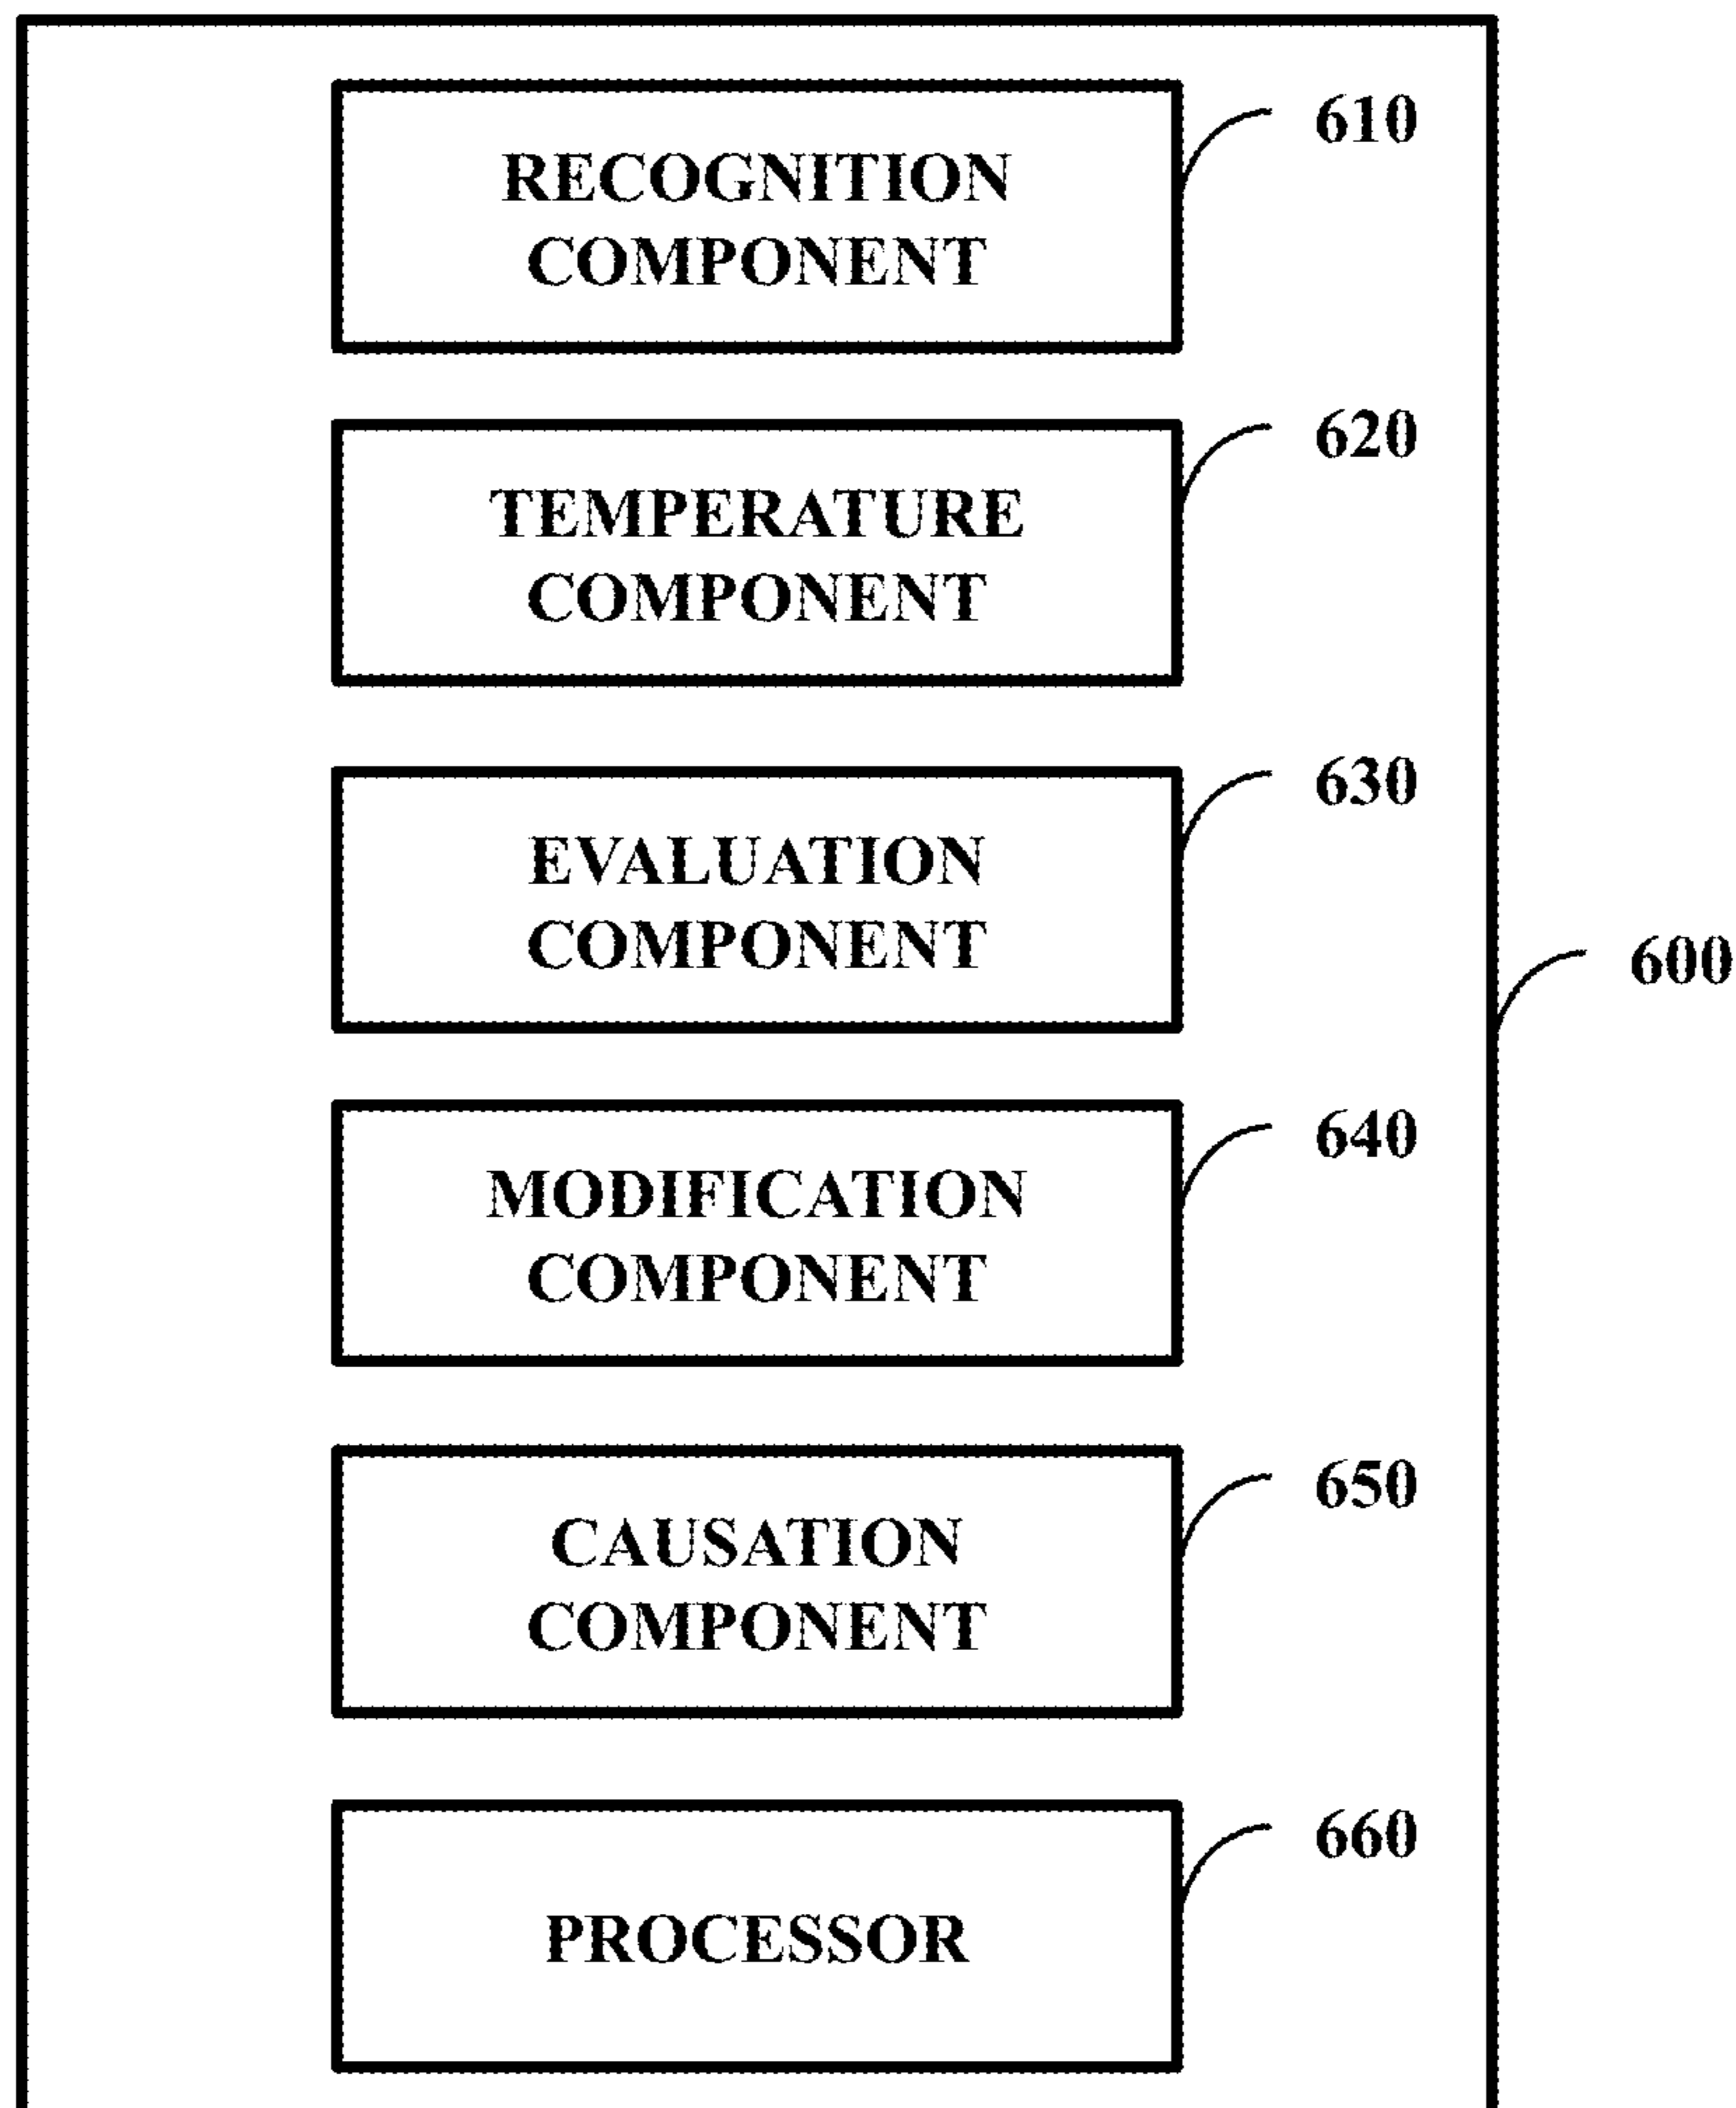 610
RECOGNITION
COMPONENT
620
TEMPERATURE
COMPONENT
630
EVALUATION
COMPONENT
600
640
MODIFICATION
COMPONENT
650
CAUSATION
COMPONENT
660
PROCESSOR